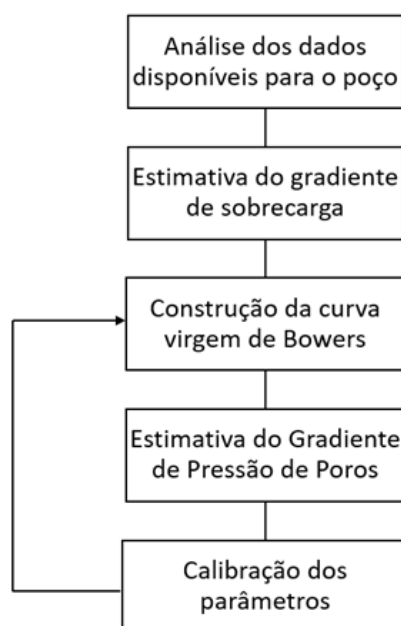 Análise dos dados
disponíveis para o poço
Estimativa do gradiente
de sobrecarga
Construção da curva
virgem de Bowers
Estimativa do Gradiente
de Pressão de Poros
Calibração dos
parâmetros